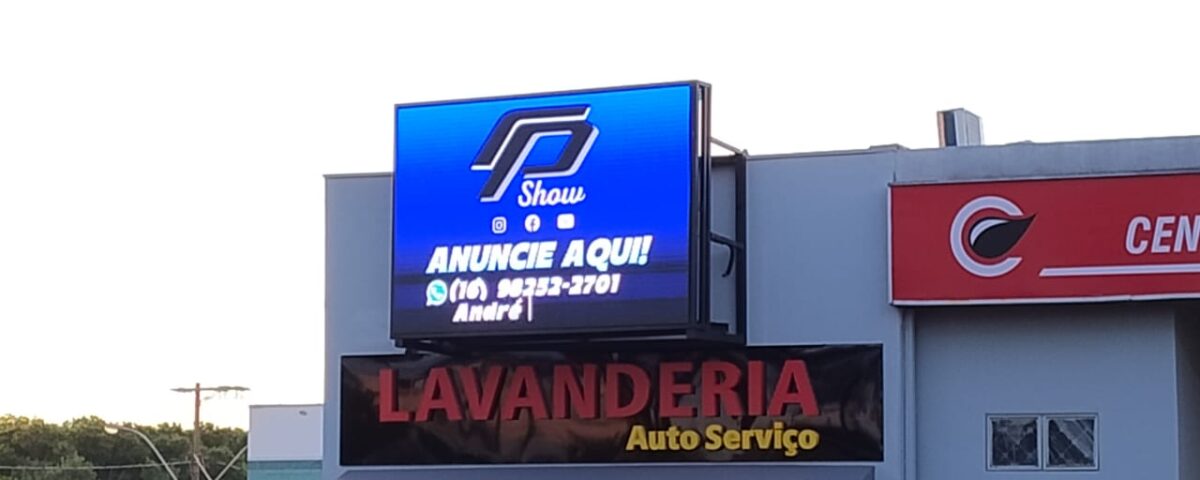 Show
ANUNCIE AQUI!
(16) 98252-2701
André
LAVANDERIA
Auto Serviço
CEN